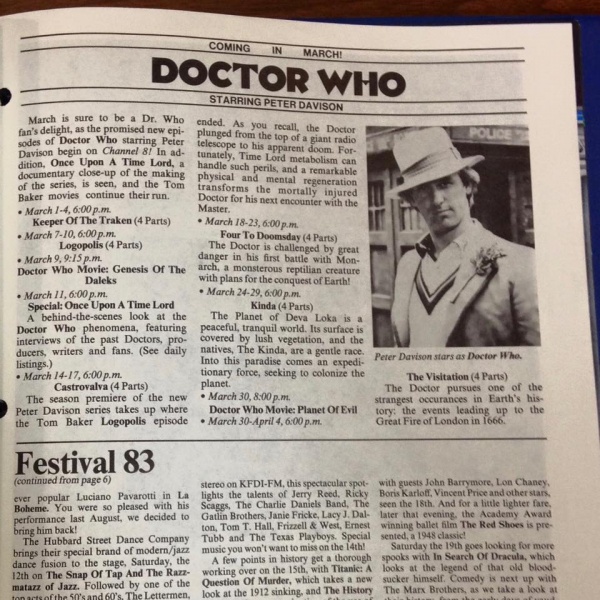 COMING IN MARCH!
DOCTOR WHO
STARRING PETER DAVISON
March is sure to be a Dr. Who
fan's delight, as the promised new epi-
sodes of Doctor Who starring Peter
Davison begin on Channel 8! In ad-
dition, Once Upon A Time Lord, a
documentary close-up of the making
of the series, is seen, and the Tom
Baker movies continue their run.
• March 1-4, 6:00 p.m.
Keeper Of The Traken (4 Parts)
• March 7-10, 6:00 p.m.
Logopolis (4 Parts)
• March 9, 9:15 p.m.
Doctor Who Movie: Genesis Of The
Daleks
• March 11, 6:00 p.m.
Special: Once Upon A Time Lord
A behind-the-scenes look at the
Doctor Who phenomena, featuring
interviews of the past Doctors, pro-
ducers, writers and fans. (See daily
listings.)
• March 14-17, 6:00 p.m.
Castrovalva (4 Parts)
The season premiere of the new
Peter Davison series takes up where
the Tom Baker Logopolis episode
ended. As you recall, the Doctor
plunged from the top of a giant radio
telescope to his apparent doom. For-
tunately, Time Lord metabolism can
handle such perils, and a remarkable
physical and mental regeneration
transforms the mortally injured
Doctor for his next encounter with the
Master.
• March 18-23, 6:00 p.m.
Four To Doomsday (4 Parts)
The Doctor is challenged by great
danger in his first battle with Mon-
arch, a monsterous reptilian creature
with plans for the conquest of Earth!
• March 24-29, 6:00 p.m.
Kinda (4 Parts)
The Planet of Deva Loka is a
peaceful, tranquil world. Its surface is
covered by lush vegetation, and the
natives, The Kinda, are a gentle race.
Into this paradise comes an expedi-
tionary force, seeking to colonize the
planet.
• March 30, 8:00 p.m.
Doctor Who Movie: Planet Of Evil
• March 30-April 4, 6:00 p.m.
POLICE
Peter Davison stars as Doctor Who.
The Visitation (4 Parts)
The Doctor pursues one of the
strangest occurances in Earth's his-
tory: the events leading up to the
Great Fire of London in 1666.
Festival 83
(continued from page 6)
ever popular Luciano Pavarotti in La
Boheme. You were so pleased with his
performance last August, we decided to
bring him back!
The Hubbard Street Dance Company
brings their special brand of modern/jazz
dance fusion to the stage, Saturday, the
12th on The Snap Of Tap And The Razz-
matazz of Jazz. Followed by one of the
top acts of the 50's and 60's, The Lettermen,
stereo on KFDI-FM, this spectacular spot-
lights the talents of Jerry Reed, Ricky
Scaggs, The Charlie Daniels Band, The
Gatlin Brothers, Janie Fricke, Lacy J. Dal-
ton, Tom T. Hall, Frizzell & West, Ernest
Tubb and The Texas Playboys. Special
music you won't want to miss on the 14th!
A few points in history get a thorough
working over on the 15th, with Titanic: A
Question Of Murder, which takes a new
look at the 1912 sinking, and The History
with guests John Barrymore, Lon Chaney,
Boris Karloff, Vincent Price and other stars,
seen the 18th. And for a little lighter fare,
later that evening, the Academy Award
winning ballet film The Red Shoes is pre-
sented, a 1948 classic!
Saturday the 19th goes looking for more
spooks with In Search Of Dracula, which
looks at the legend of that old blood-
sucker himself. Comedy is next up with
The Marx Brothers, as we take a look at